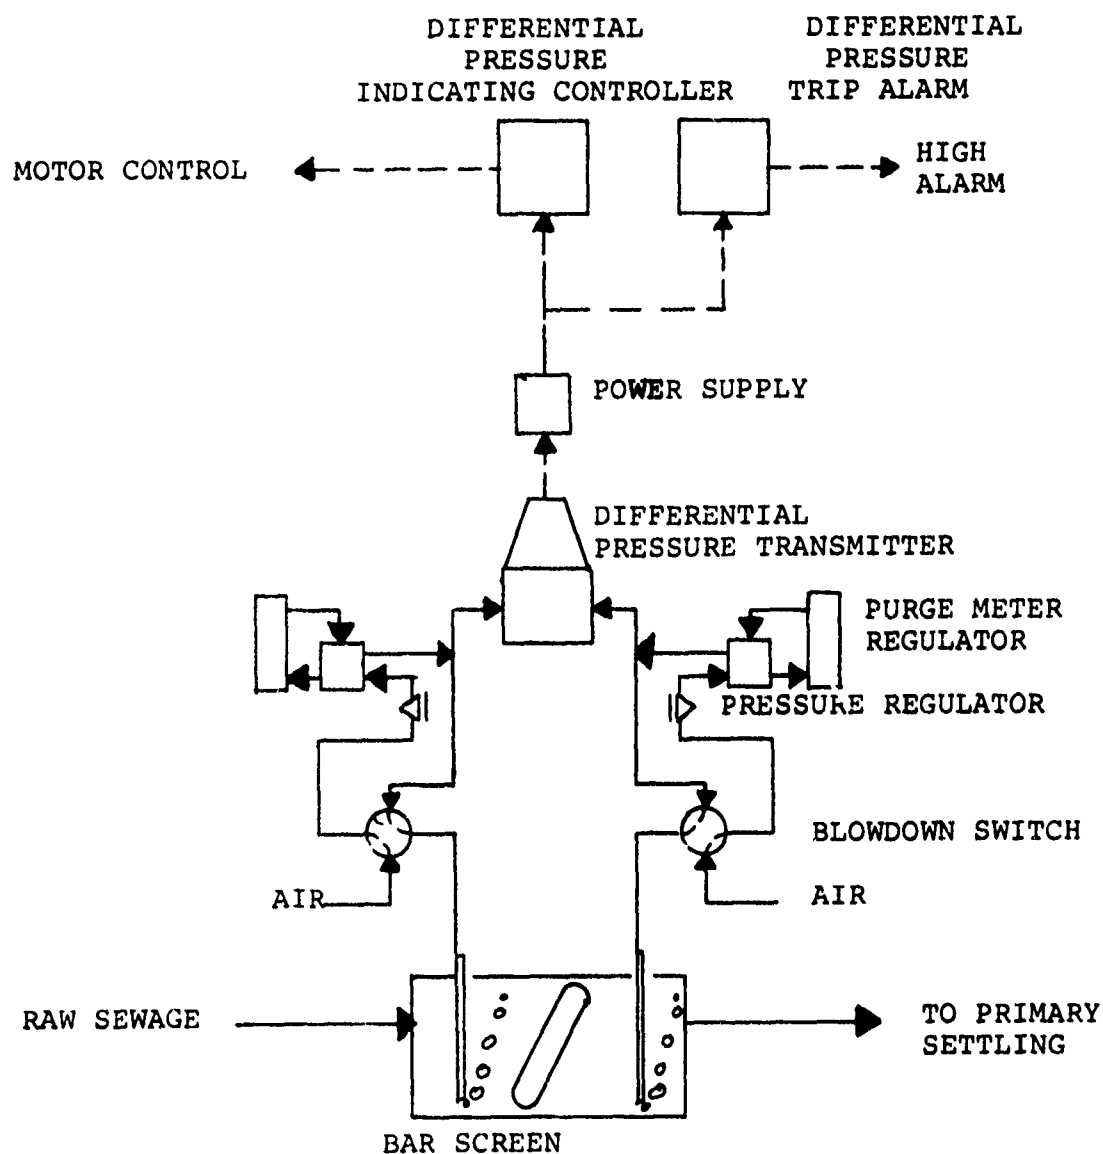 DIFFERENTIAL
PRESSURE
INDICATING CONTROLLER
DIFFERENTIAL
PRESSURE
TRIP ALARM
MOTOR CONTROL
HIGH
ALARM
POWER SUPPLY
DIFFERENTIAL
PRESSURE TRANSMITTER
PURGE METER
REGULATOR
PRESSURE REGULATOR
BLOWDOWN SWITCH
AIR
AIR
RAW SEWAGE
TO PRIMARY
SETTLING
BAR SCREEN